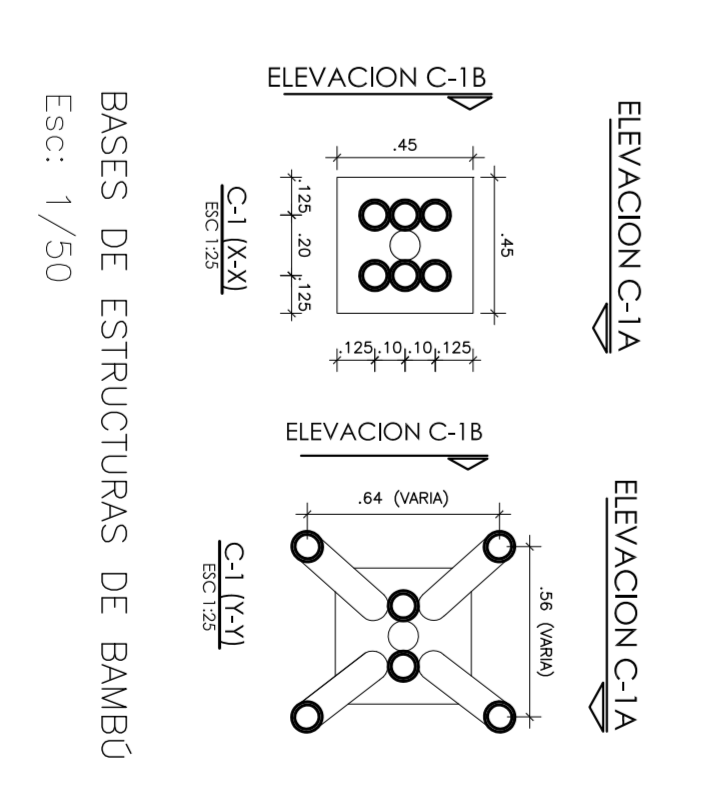 ELEVACION C-1B
ELEVACION C-1A
.45
.45
.125
.20
.125
.125
.10
.10
.125
C-1 (X-X)
ESC 1:25
ELEVACION C-1B
ELEVACION C-1A
.64 (VARIA)
.56 (VARIA)
C-1 (Y-Y)
ESC 1:25
BASES DE ESTRUCTURAS DE BAMBÚ
Esc: 1/50